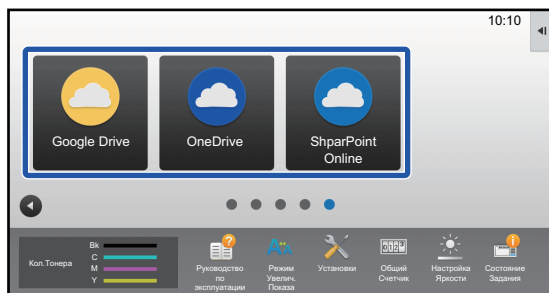 10:10
Google Drive
OneDrive
ShparPoint
Online
Кол.Тонера
Bk
C
M
Y
Руководство
по
эксплуатации
Режим
Увелич.
Показа
Установки
Общий
Счетчик
Настройка
Яркости
Состояние
Задания